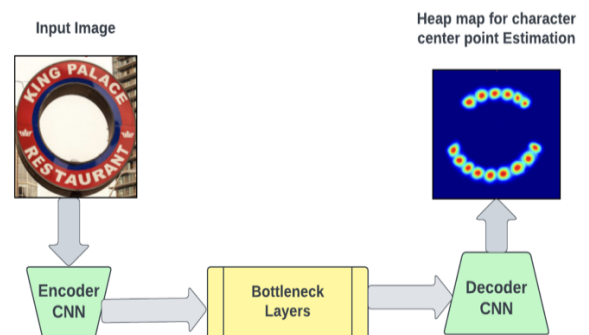 Input Image
Heap map for character
center point Estimation
KING PALACE
RESTAURANT
Encoder
CNN
Bottleneck
Layers
Decoder
CNN